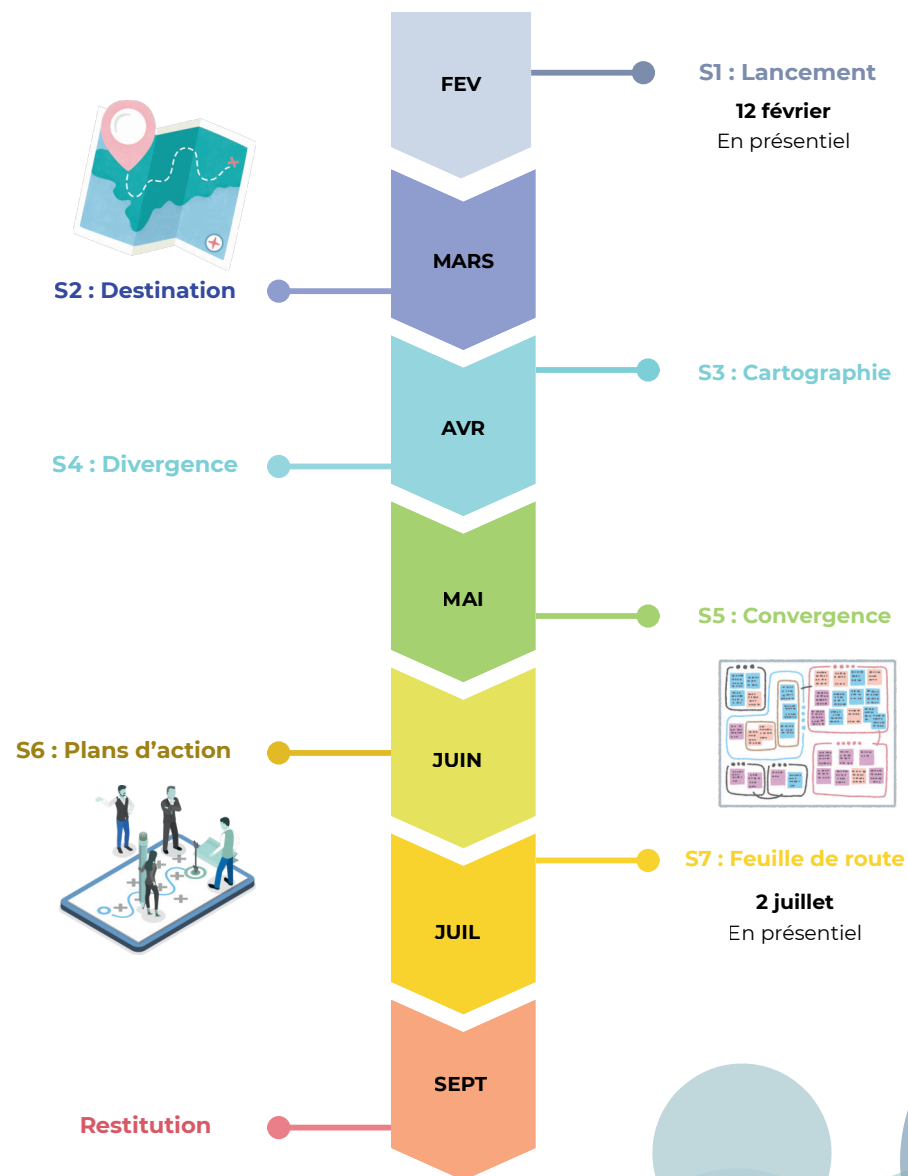 FEV
S1 : Lancement
12 février
En présentiel
MARS
S2 : Destination
S3 : Cartographie
AVR
S4 : Divergence
MAI
S5 : Convergence
S6 : Plans d’action
JUIN
S7 : Feuille de route
2 juillet
En présentiel
JUIL
SEPT
Restitution